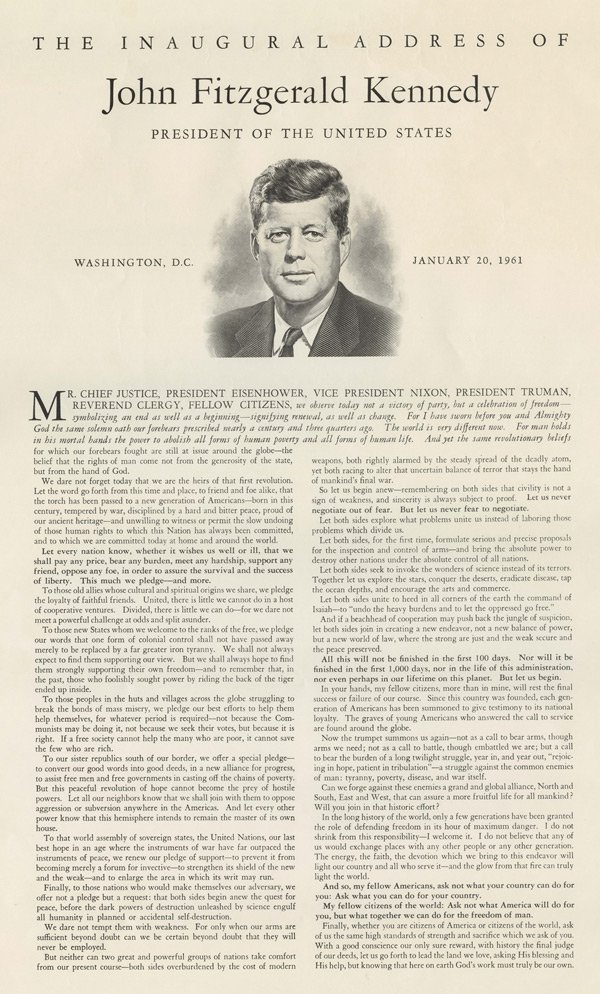 THE INAUGURAL ADDRESS OF
John Fitzgerald Kennedy
PRESIDENT OF THE UNITED STATES
WASHINGTON, D.C.
JANUARY 20, 1961
MR. CHIEF JUSTICE, PRESIDENT EISENHOWER, VICE PRESIDENT NIXON, PRESIDENT TRUMAN,
REVEREND CLERGY, FELLOW CITIZENS, we observe today not a victory of party, but a celebration of freedom—
symbolizing an end as well as a beginning—signifying renewal, as well as change. For I have sworn before you and Almighty
God the same solemn oath our forebears prescribed nearly a century and three quarters ago. The world is very different now. For man holds
in his mortal hands the power to abolish all forms of human poverty and all forms of human life. And yet the same revolutionary beliefs
for which our forebears fought are still at issue around the globe—the
belief that the rights of man come not from the generosity of the state,
but from the hand of God.
We dare not forget today that we are the heirs of that first revolution.
Let the word go forth from this time and place, to friend and foe alike, that
the torch has been passed to a new generation of Americans—born in this
century, tempered by war, disciplined by a hard and bitter peace, proud of
our ancient heritage—and unwilling to witness or permit the slow undoing
of those human rights to which this Nation has always been committed,
and to which we are committed today at home and around the world.
Let every nation know, whether it wishes us well or ill, that we
shall pay any price, bear any burden, meet any hardship, support any
friend, oppose any foe, in order to assure the survival and the success
of liberty. This much we pledge—and more.
To those old allies whose cultural and spiritual origins we share, we pledge
the loyalty of faithful friends. United, there is little we cannot do in a host
of cooperative ventures. Divided, there is little we can do—for we dare not
meet a powerful challenge at odds and split asunder.
To those new States whom we welcome to the ranks of the free, we pledge
our words that one form of colonial control shall not have passed away
merely to be replaced by a far greater iron tyranny. We shall not always
expect to find them supporting our view. But we shall always hope to find
them strongly supporting their own freedom—and to remember that, in
the past, those who foolishly sought power by riding the back of the tiger
ended up inside.
To those peoples in the huts and villages across the globe struggling to
break the bonds of mass misery, we pledge our best efforts to help them
help themselves, for whatever period is required—not because the Com-
munists may be doing it, not because we seek their votes, but because it is
right. If a free society cannot help the many who are poor, it cannot save
the few who are rich.
To our sister republics south of our border, we offer a special pledge—
to convert our good words into good deeds, in a new alliance for progress,
to assist free men and free governments in casting off the chains of poverty.
But this peaceful revolution of hope cannot become the prey of hostile
powers. Let all our neighbors know that we shall join with them to oppose
aggression or subversion anywhere in the Americas. And let every other
power know that this hemisphere intends to remain the master of its own
house.
To that world assembly of sovereign states, the United Nations, our last
best hope in an age where the instruments of war have far outpaced the
instruments of peace, we renew our pledge of support—to prevent it from
becoming merely a forum for invective—to strengthen its shield of the new
and the weak—and to enlarge the area in which its writ may run.
Finally, to those nations who would make themselves our adversary, we
offer not a pledge but a request: that both sides begin anew the quest for
peace, before the dark powers of destruction unleashed by science engulf
all humanity in planned or accidental self-destruction.
We dare not tempt them with weakness. For only when our arms are
sufficient beyond doubt can we be certain beyond doubt that they will
never be employed.
But neither can two great and powerful groups of nations take comfort
from our present course—both sides overburdened by the cost of modern
weapons, both rightly alarmed by the steady spread of the deadly atom,
yet both racing to alter that uncertain balance of terror that stays the hand
of mankind's final war.
So let us begin anew—remembering on both sides that civility is not a
sign of weakness, and sincerity is always subject to proof. Let us never
negotiate out of fear. But let us never fear to negotiate.
Let both sides explore what problems unite us instead of laboring those
problems which divide us.
Let both sides, for the first time, formulate serious and precise proposals
for the inspection and control of arms—and bring the absolute power to
destroy other nations under the absolute control of all nations.
Let both sides seek to invoke the wonders of science instead of its terrors.
Together let us explore the stars, conquer the deserts, eradicate disease, tap
the ocean depths, and encourage the arts and commerce.
Let both sides unite to heed in all corners of the earth the command of
Isaiah—to "undo the heavy burdens and to let the oppressed go free."
And if a beachhead of cooperation may push back the jungle of suspicion,
let both sides join in creating a new endeavor, not a new balance of power,
but a new world of law, where the strong are just and the weak secure and
the peace preserved.
All this will not be finished in the first 100 days. Nor will it be
finished in the first 1,000 days, nor in the life of this administration,
nor even perhaps in our lifetime on this planet. But let us begin.
In your hands, my fellow citizens, more than in mine, will rest the final
success or failure of our course. Since this country was founded, each gen-
eration of Americans has been summoned to give testimony to its national
loyalty. The graves of young Americans who answered the call to service
are found around the globe.
Now the trumpet summons us again—not as a call to bear arms, though
arms we need; not as a call to battle, though embattled we are; but a call
to bear the burden of a long twilight struggle, year in, and year out, "rejoic-
ing in hope, patient in tribulation"—a struggle against the common enemies
of man: tyranny, poverty, disease, and war itself.
Can we forge against these enemies a grand and global alliance, North and
South, East and West, that can assure a more fruitful life for all mankind?
Will you join in that historic effort?
In the long history of the world, only a few generations have been granted
the role of defending freedom in its hour of maximum danger. I do not
shrink from this responsibility—I welcome it. I do not believe that any of
us would exchange places with any other people or any other generation.
The energy, the faith, the devotion which we bring to this endeavor will
light our country and all who serve it—and the glow from that fire can truly
light the world.
And so, my fellow Americans, ask not what your country can do for
you: Ask what you can do for your country.
My fellow citizens of the world: Ask not what America will do for
you, but what together we can do for the freedom of man.
Finally, whether you are citizens of America or citizens of the world, ask
of us the same high standards of strength and sacrifice which we ask of you.
With a good conscience our only sure reward, with history the final judge
of our deeds, let us go forth to lead the land we love, asking His blessing and
His help, but knowing that here on earth God's work must truly be our own.